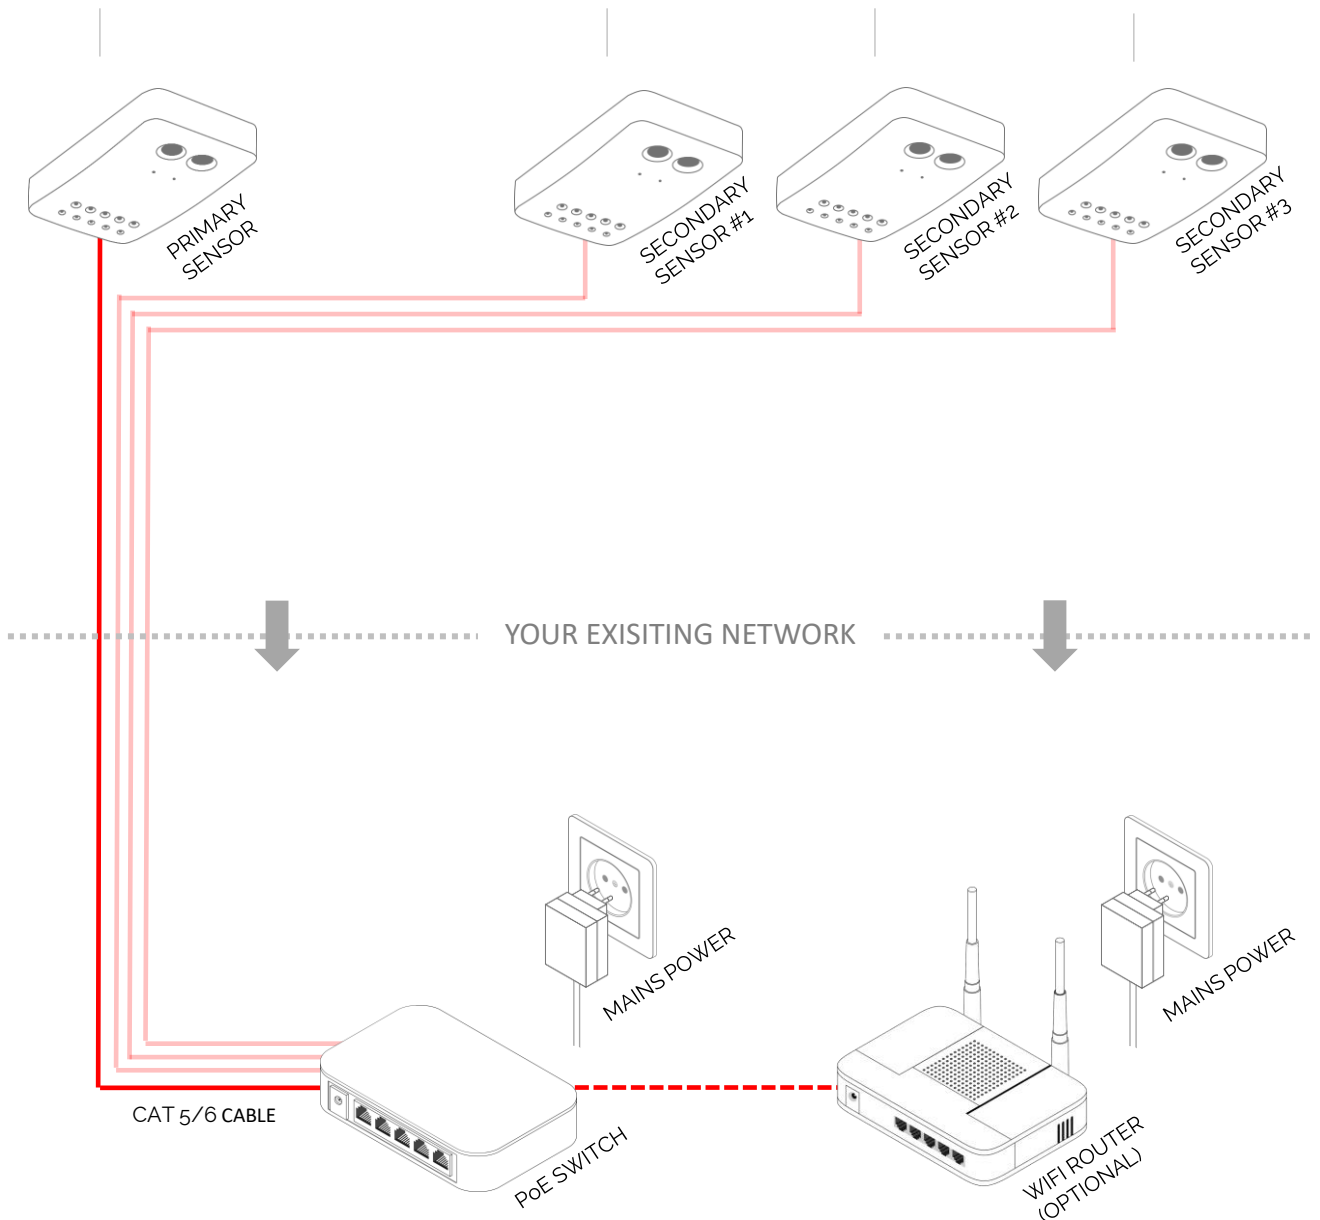 PRIMARY
SENSOR
SECONDARY
SENSOR #1
SECONDARY
SENSOR #2
SECONDARY
SENSOR #3
YOUR EXISITING NETWORK
MAINS POWER
MAINS POWER
CAT 5/6 CABLE
PoE SWITCH
WIFI ROUTER
(OPTIONAL)